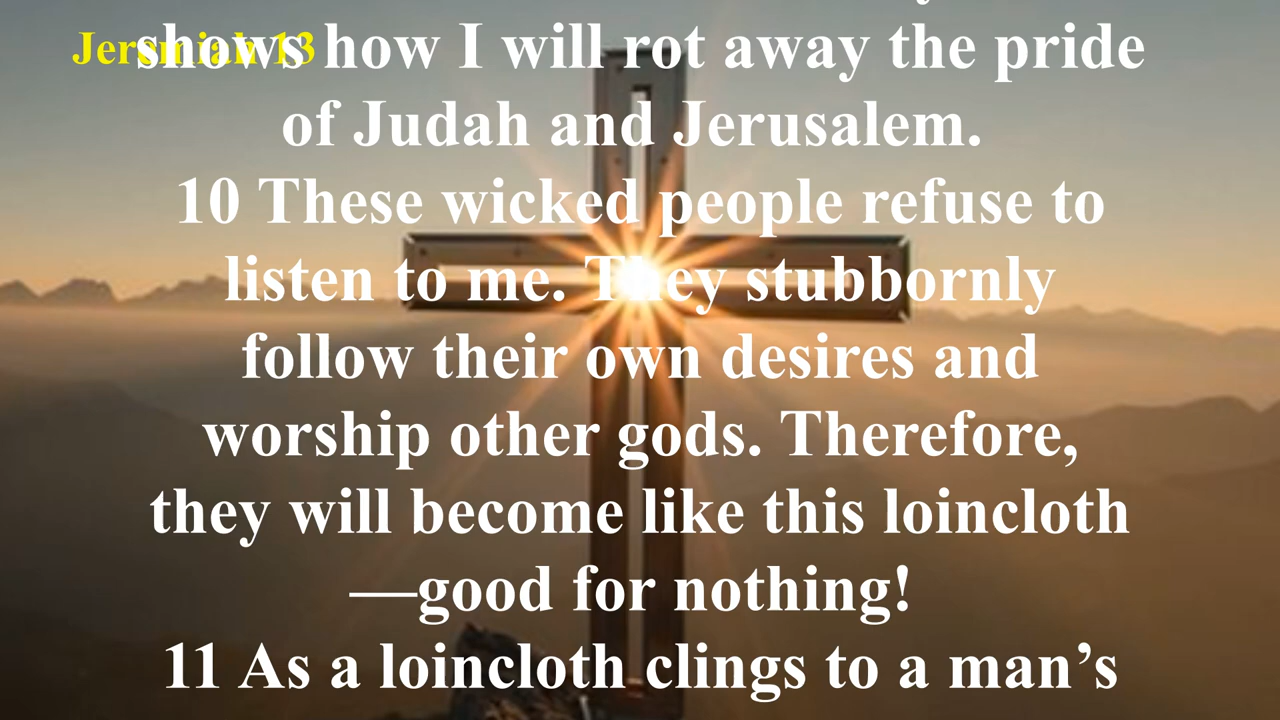 Jeremiah 13
shows how I will rot away the pride
of Judah and Jerusalem.
10 These wicked people refuse to
listen to me. They stubbornly
follow their own desires and
worship other gods. Therefore,
they will become like this loincloth
—good for nothing!
11 As a loincloth clings to a man’s